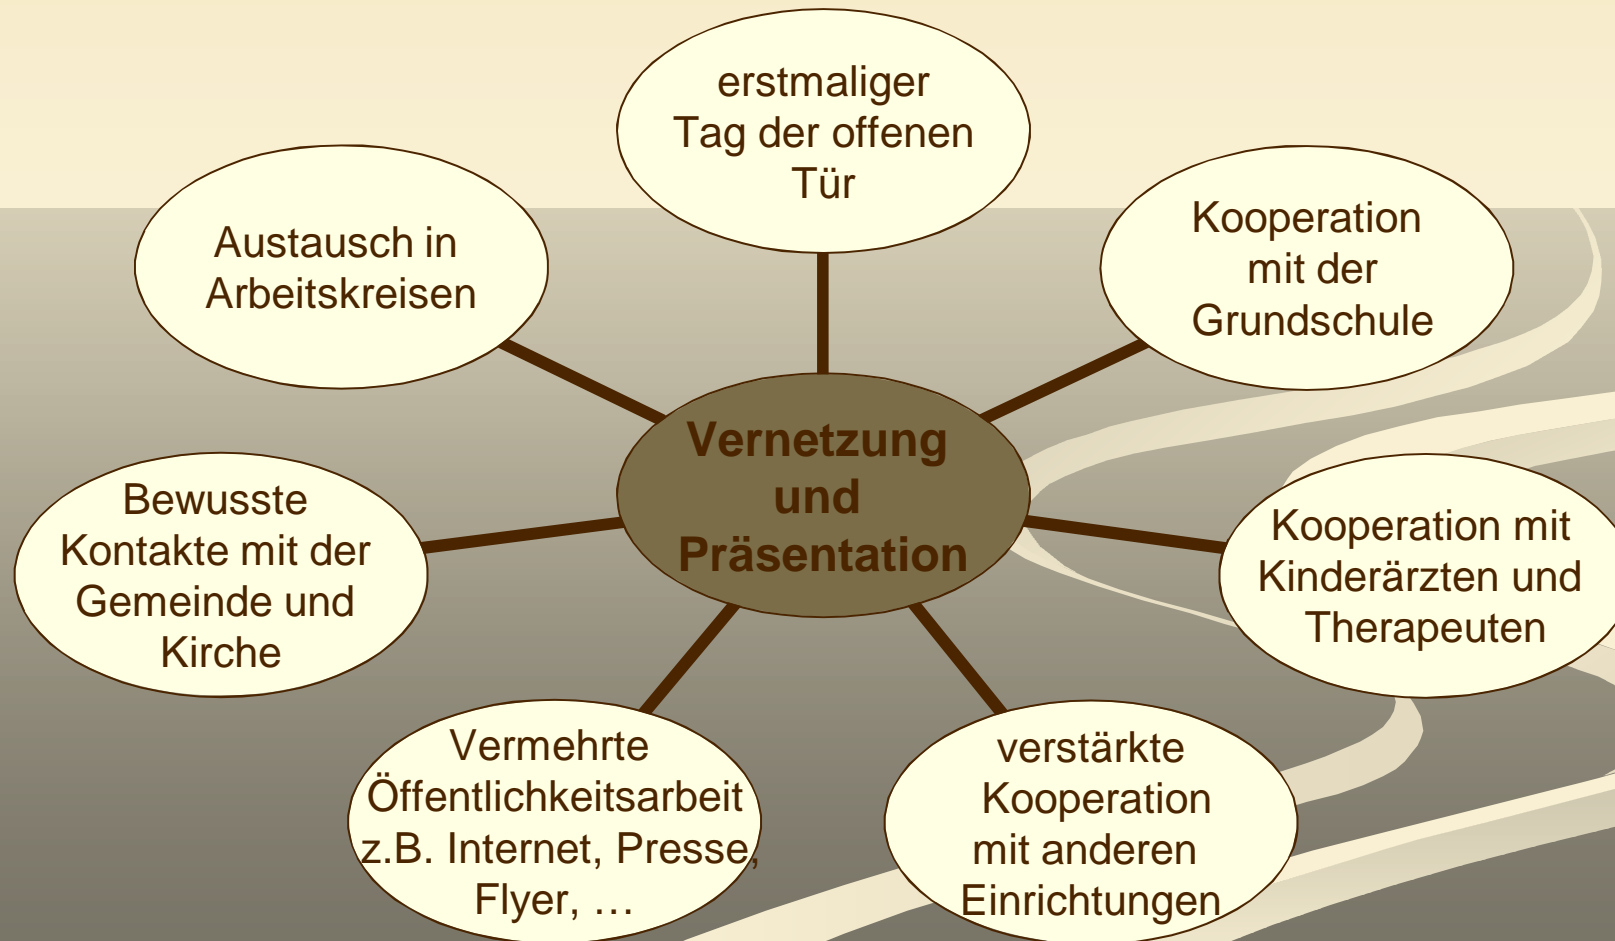 erstmaliger
Tag der offenen
Tür
Austausch in
Arbeitskreisen
Kooperation
mit der
Grundschule
Vernetzung
und
Präsentation
Bewusste
Kontakte mit der
Gemeinde und
Kirche
Kooperation mit
Kinderärzten und
Therapeuten
Vermehrte
Öffentlichkeitsarbeit
z.B. Internet, Presse,
Flyer, …
verstärkte
Kooperation
mit anderen
Einrichtungen